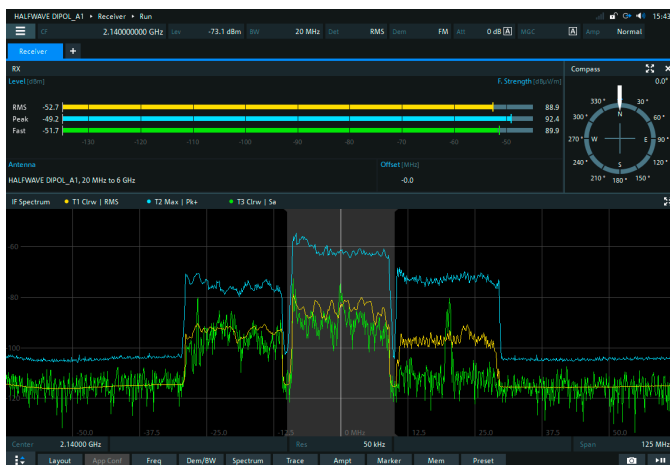 HALFWAVE DIPOL_A1 ▸ Receiver ▸ Run 15:43
CF 2.140000000 GHz Lev -73.1 dBm BW 20 MHz Det RMS Dem FM Att 0 dB A MGC A Amp Normal
Receiver +
RX
Level [dBm] F. Strength [dBµV/m]
RMS -52.7 88.9
Peak -49.2 92.4
Fast -51.7 89.9
-130 -110 -90 -70 -50
Antenna Offset [MHz]
HALFWAVE DIPOL_A1, 20 MHz to 6 GHz -0.0
Compass
0.0°
330° 30°
300° N 60°
270° W E 90°
240° S 120°
210° 180° 150°
IF Spectrum T1 Clrw | RMS T2 Max | Pk+ T3 Clrw | Sa
-60
-80
-100
-120
-50.0 -37.5 -25.0 -12.5 0 MHz 12.5 25.0 37.5 50.0
Center 2.14000 GHz Res 50 kHz Span 125 MHz
Layout App Conf Freq Dem/BW Spectrum Trace Ampt Marker Mem Preset